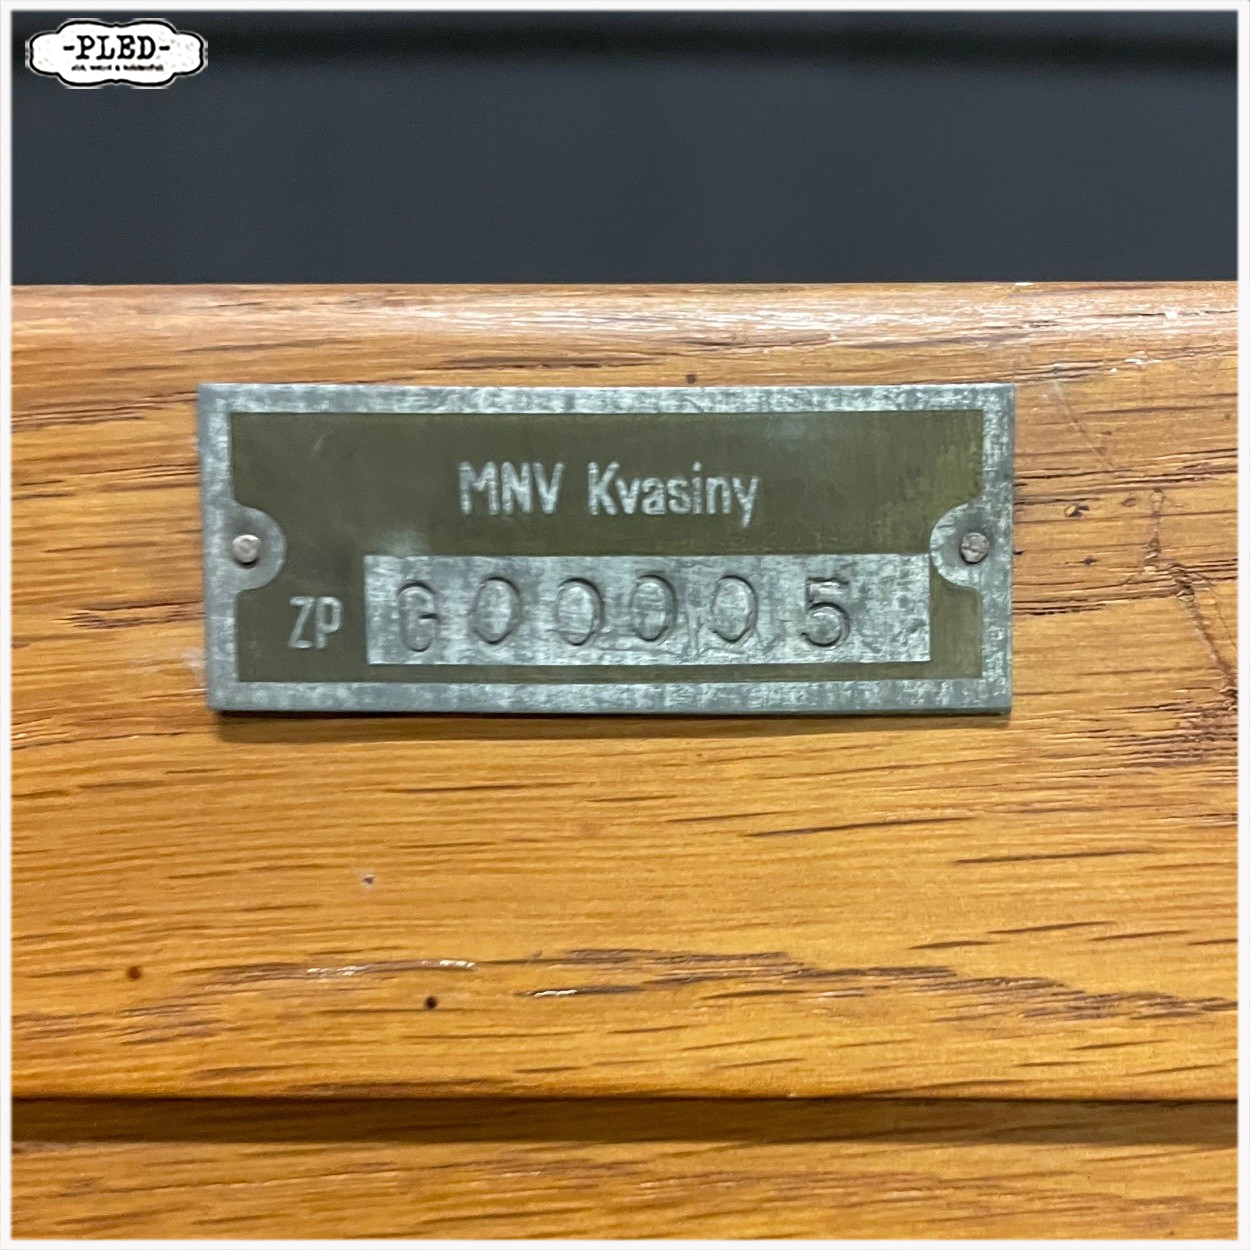 -PLED-
MNV Kvasiny
ZP G00005